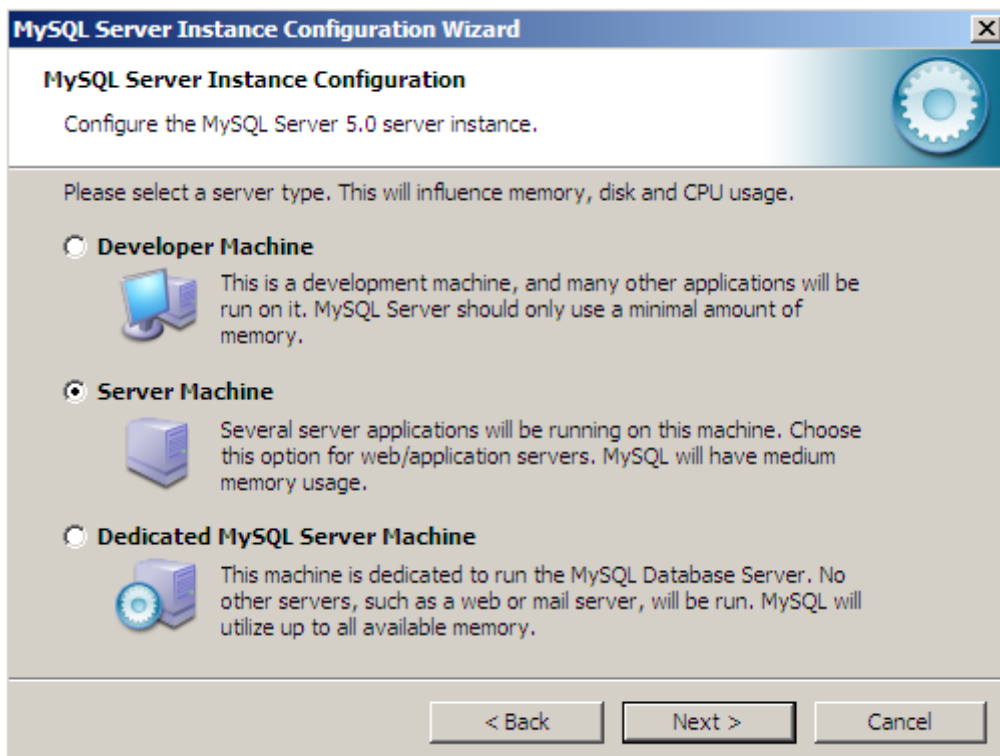 MySQL Server Instance Configuration Wizard
MySQL Server Instance Configuration
Configure the MySQL Server 5.0 server instance.
Please select a server type. This will influence memory, disk and CPU usage.
Developer Machine
This is a development machine, and many other applications will be
run on it. MySQL Server should only use a minimal amount of
memory.
Server Machine
Several server applications will be running on this machine. Choose
this option for web/application servers. MySQL will have medium
memory usage.
Dedicated MySQL Server Machine
This machine is dedicated to run the MySQL Database Server. No
other servers, such as a web or mail server, will be run. MySQL will
utilize up to all available memory.
< Back Next > Cancel